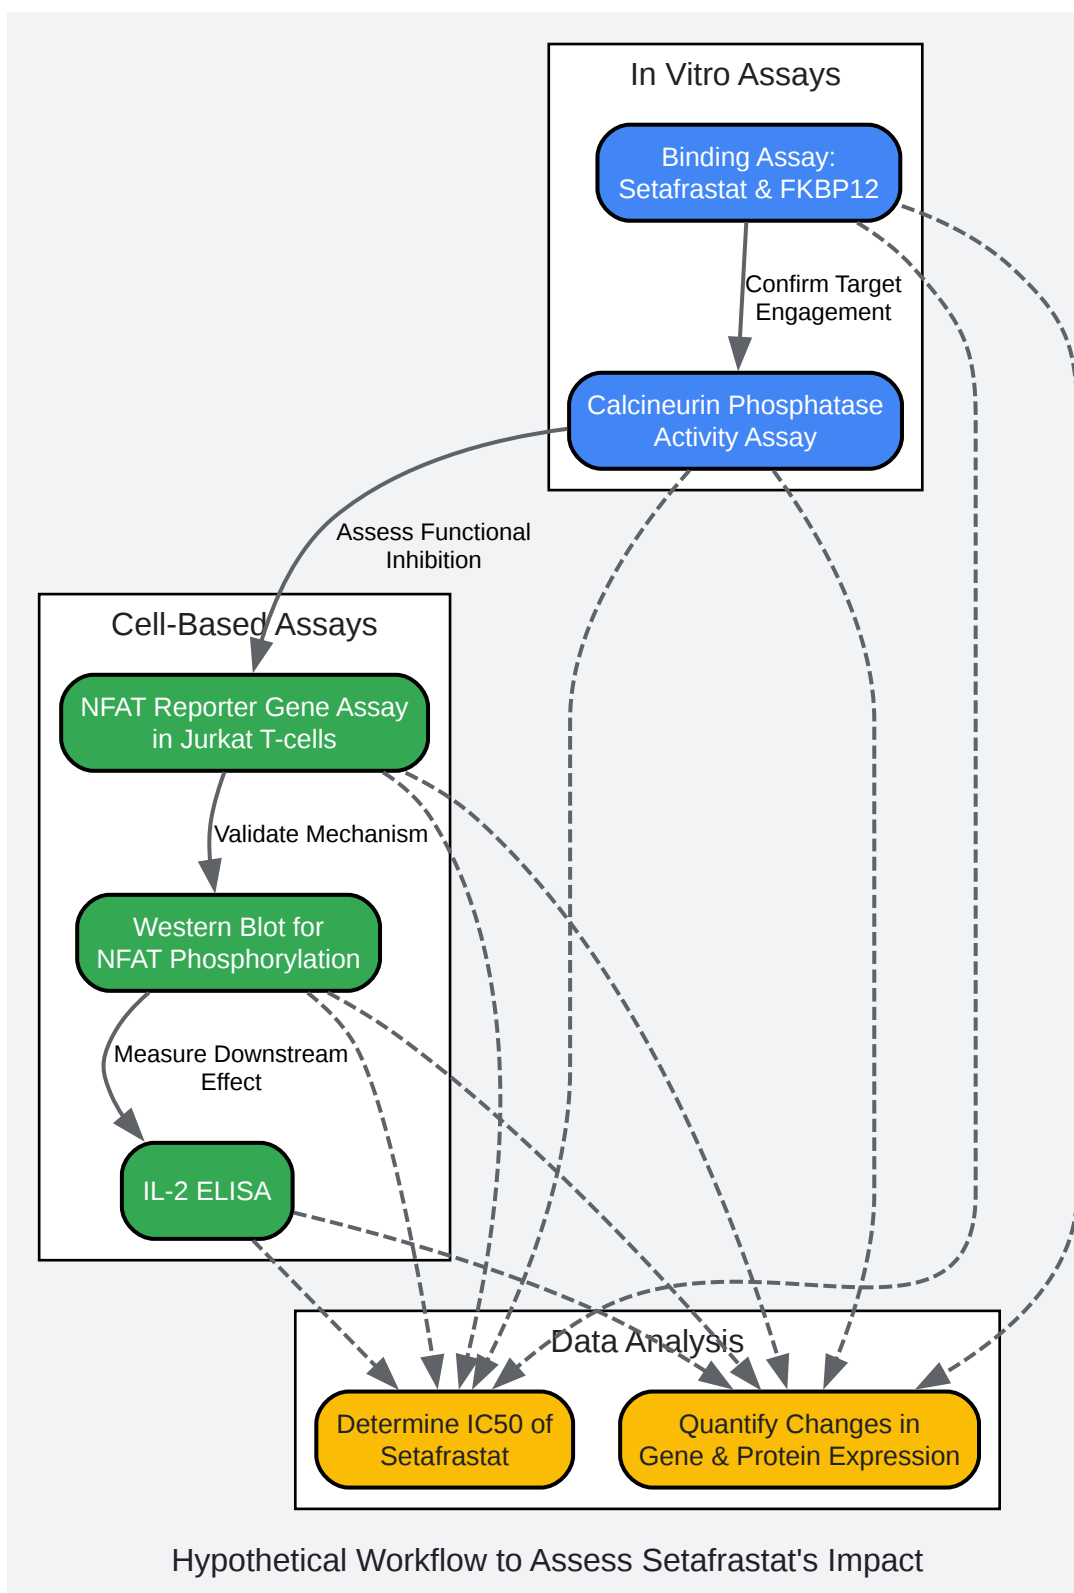 In Vitro Assays
Binding Assay:
Setafrastat & FKBP12
Confirm Target
Engagement
Calcineurin Phosphatase
Activity Assay
Assess Functional
Inhibition
Cell-Based Assays
NFAT Reporter Gene Assay
in Jurkat T-cells
Validate Mechanism
Western Blot for
NFAT Phosphorylation
Measure Downstream
Effect
IL-2 ELISA
Data Analysis
Determine IC50 of
Setafrastat
Quantify Changes in
Gene & Protein Expression
Hypothetical Workflow to Assess Setafrastat's Impact